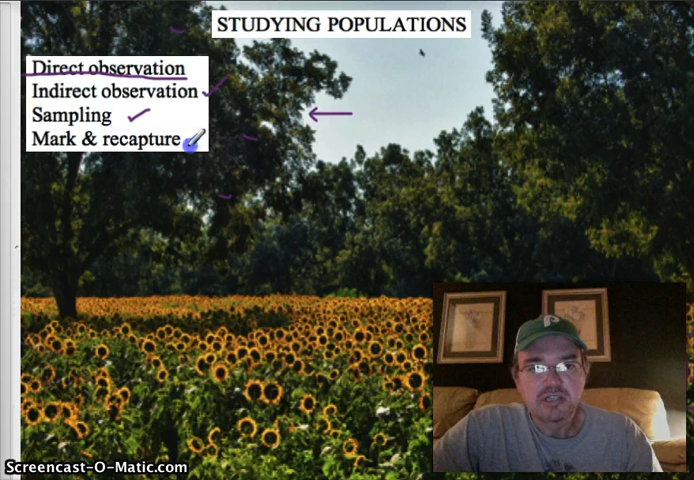 STUDYING POPULATIONS
Direct observation
Indirect observation
Sampling
Mark & recapture
P
Screencast-O-Matic.com